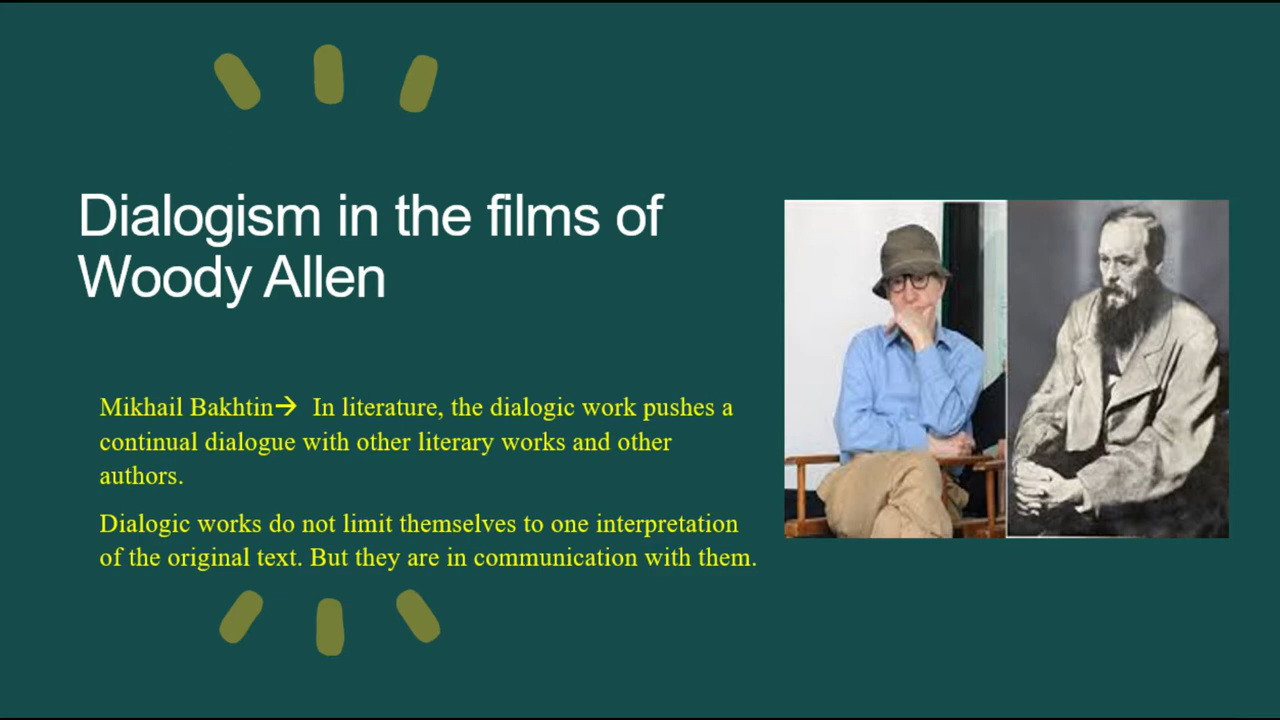 Dialogism in the films of
Woody Allen
Mikhail Bakhtin→ In literature, the dialogic work pushes a
continual dialogue with other literary works and other
authors.
Dialogic works do not limit themselves to one interpretation
of the original text. But they are in communication with them.